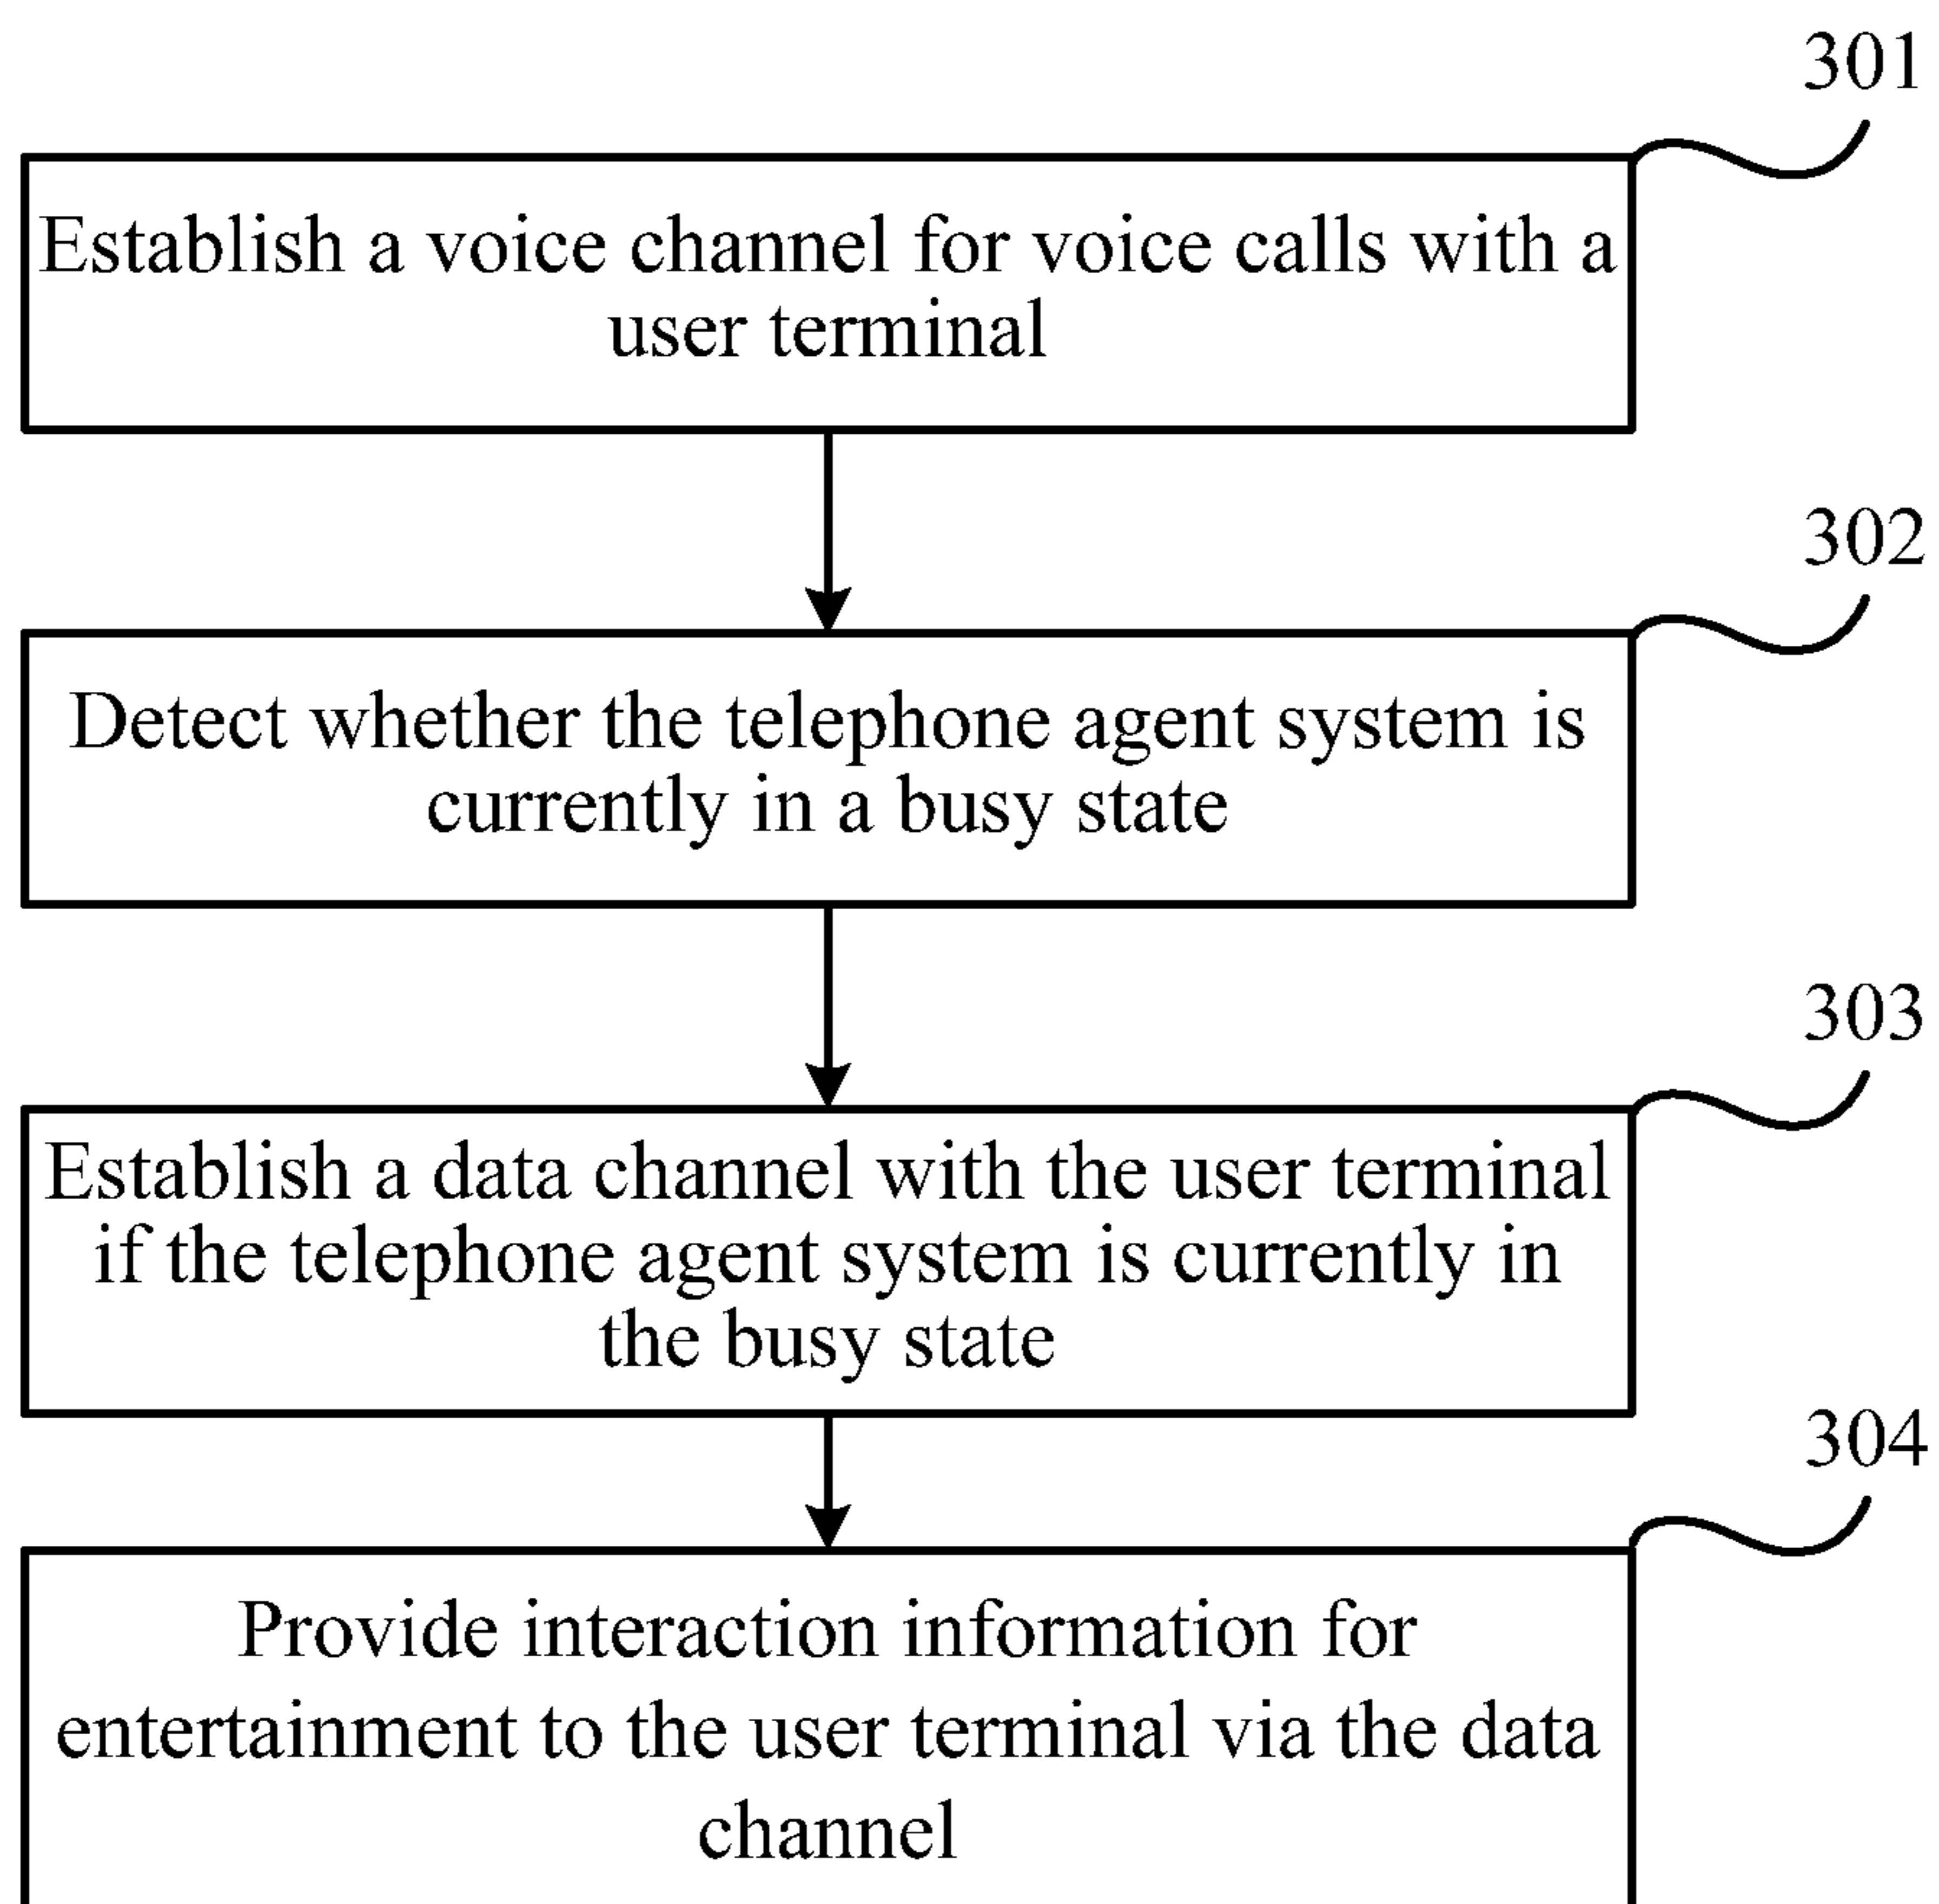 301
Establish a voice channel for voice calls with a
user terminal
302
Detect whether the telephone agent system is
currently in a busy state
303
Establish a data channel with the user terminal
if the telephone agent system is currently in
the busy state
304
Provide interaction information for
entertainment to the user terminal via the data
channel